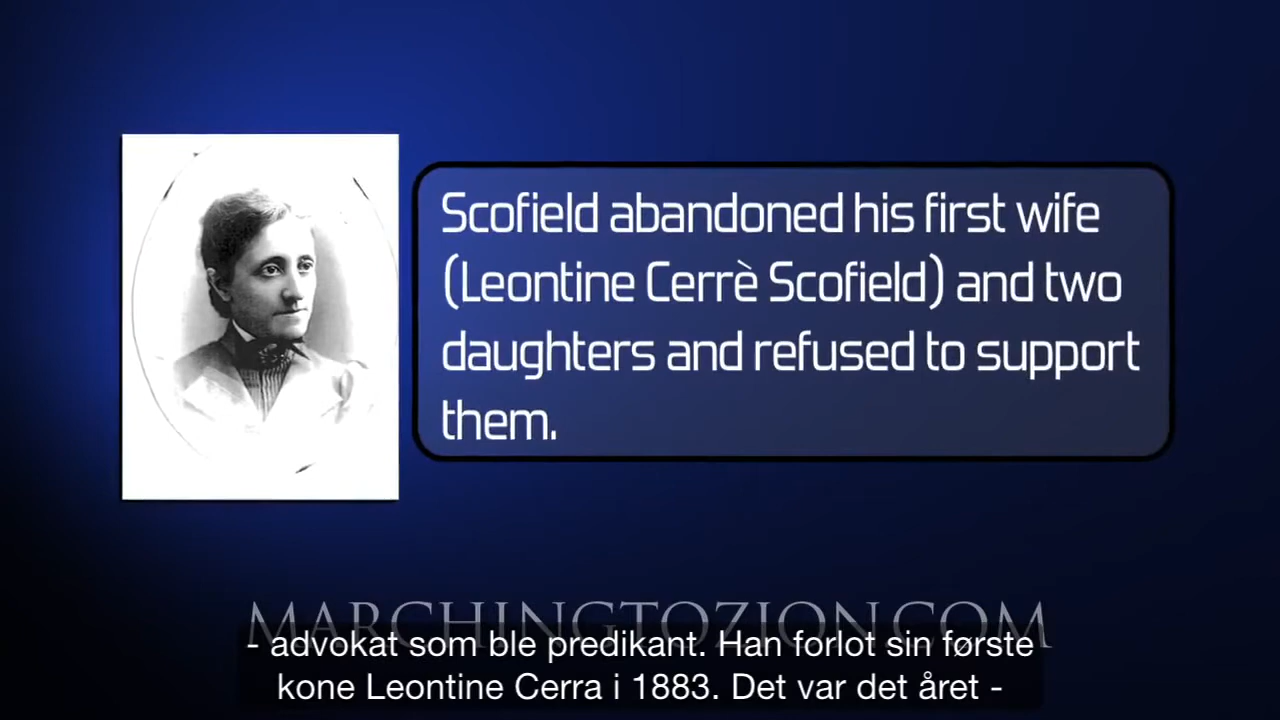 Scofield abandoned his first wife
(Leontine Cerrè Scofield) and two
daughters and refused to support
them.
MARCHINGTOZION.COM
- advokat som ble predikant. Han forlot sin første
kone Leontine Cerra i 1883. Det var det året -